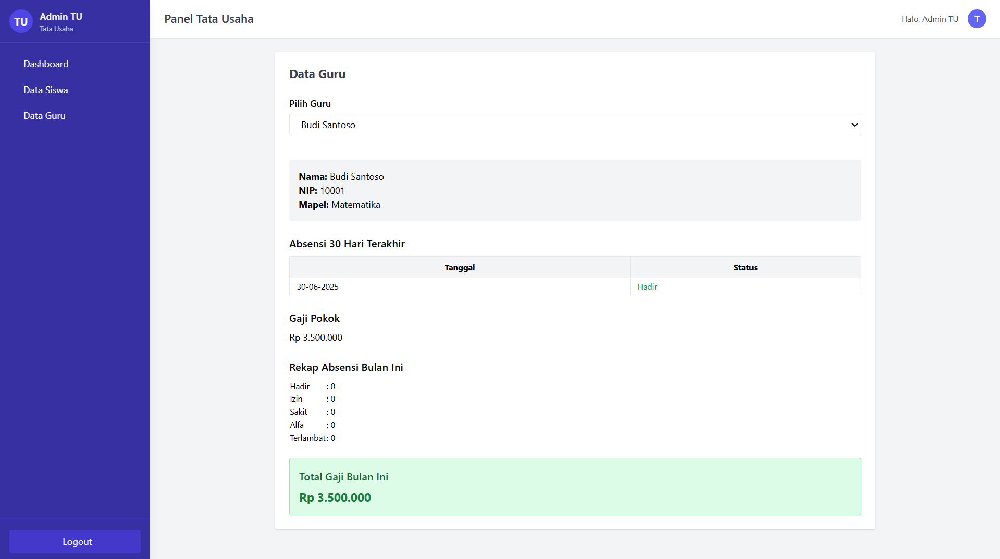 TU
Admin TU
Tata Usaha
Panel Tata Usaha
Halo, Admin TU
T
Dashboard
Data Siswa
Data Guru
Logout
Data Guru
Pilih Guru
Budi Santoso
Nama: Budi Santoso
NIP: 10001
Mapel: Matematika
Absensi 30 Hari Terakhir
Tanggal Status
30-06-2025 Hadir
Gaji Pokok
Rp 3.500.000
Rekap Absensi Bulan Ini
Hadir : 0
Izin : 0
Sakit : 0
Alfa : 0
Terlambat : 0
Total Gaji Bulan Ini
Rp 3.500.000